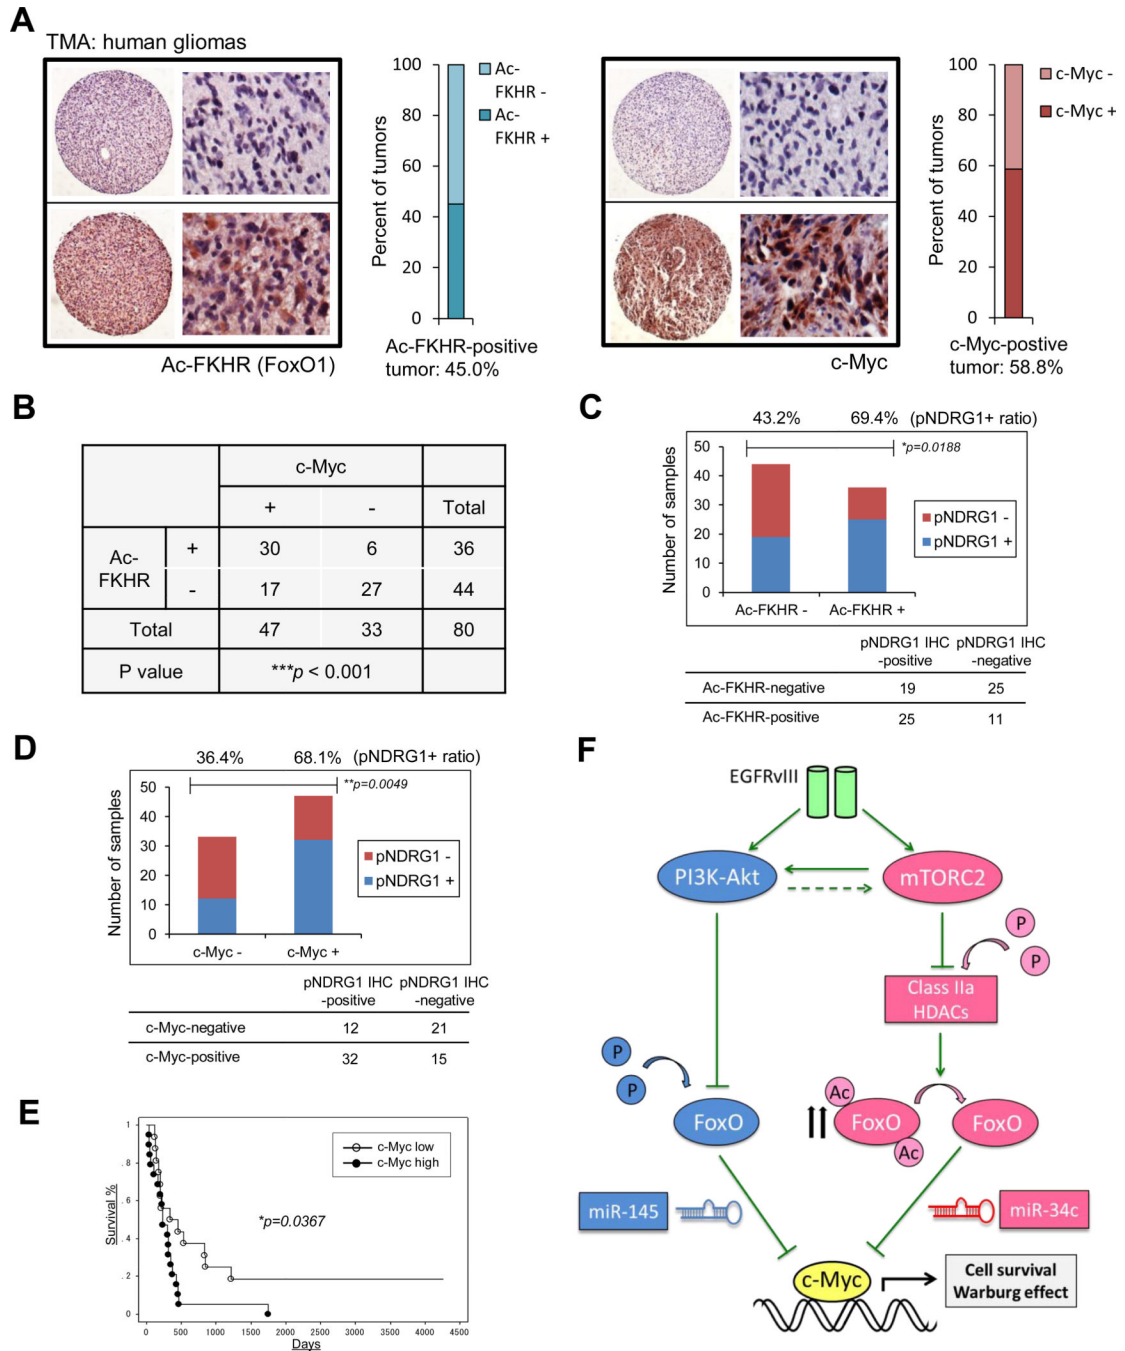 A
TMA: human gliomas
Ac-FKHR (FoxO1)
100
80
60
40
20
0
Percent of tumors
Ac-
FKHR -
Ac-
FKHR +
Ac-FKHR-positive
tumor: 45.0%
c-Myc
100
80
60
40
20
0
Percent of tumors
c-Myc -
c-Myc +
c-Myc-postive
tumor: 58.8%
B
c-Myc
+ - Total
Ac-
FKHR
+ 30 6 36
- 17 27 44
Total 47 33 80
P value ***p < 0.001
C
43.2% 69.4% (pNDRG1+ ratio)
*p=0.0188
50
40
30
20
10
0
Number of samples
pNDRG1 -
pNDRG1 +
Ac-FKHR - Ac-FKHR +
pNDRG1 IHC pNDRG1 IHC
-positive -negative
Ac-FKHR-negative 19 25
Ac-FKHR-positive 25 11
D
36.4% 68.1% (pNDRG1+ ratio)
**p=0.0049
50
40
30
20
10
0
Number of samples
pNDRG1 -
pNDRG1 +
c-Myc - c-Myc +
pNDRG1 IHC pNDRG1 IHC
-positive -negative
c-Myc-negative 12 21
c-Myc-positive 32 15
E
1
.8
.6
.4
.2
0
Survival %
c-Myc low
c-Myc high
*p=0.0367
0 500 1000 1500 2000 2500 3000 3500 4000 4500
Days
F
EGFRvIII
PI3K-Akt
mTORC2
P
P
Class IIa
HDACs
P
P
FoxO
Ac
FoxO
Ac
FoxO
miR-145
miR-34c
c-Myc
Cell survival
Warburg effect